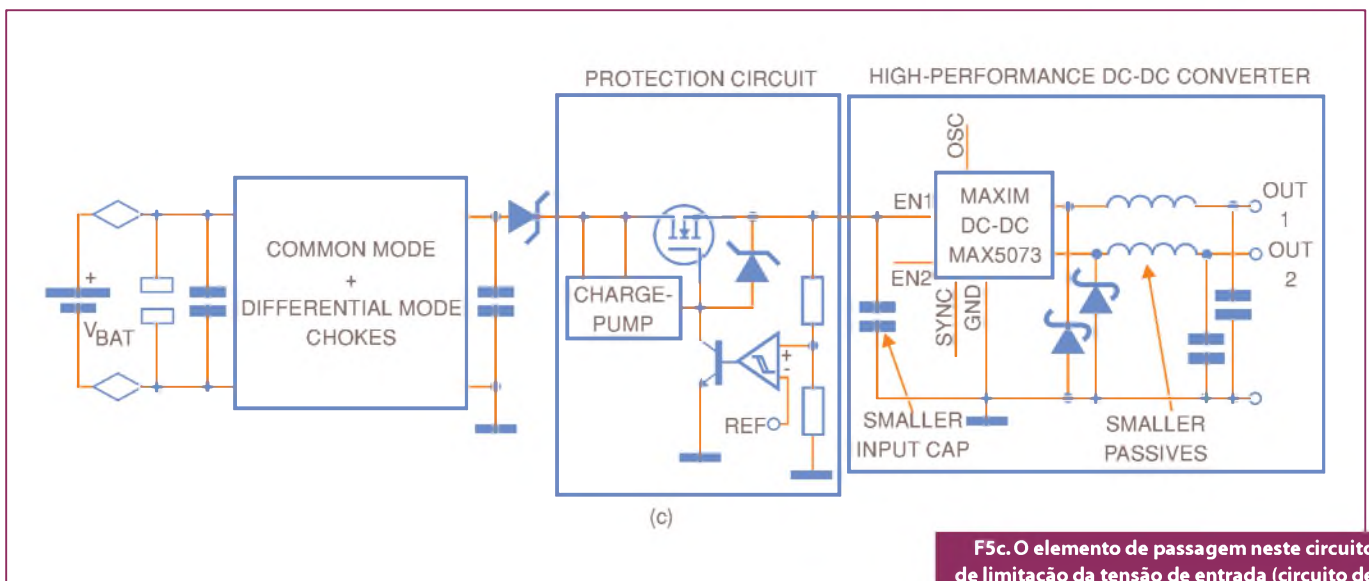 PROTECTION CIRCUIT
HIGH-PERFORMANCE DC-DC CONVERTER
OSC
EN1
MAXIM
DC-DC
MAX5073
OUT
1
OUT
2
EN2
SYNC
GND
COMMON MODE
+
DIFFERENTIAL MODE
CHOKES
+
VBAT
CHARGE-
PUMP
+
-
REF
SMALLER
INPUT CAP
SMALLER
PASSIVES
(c)
F5c. O elemento de passagem neste circuito
de limitação da tensão de entrada (circuito de